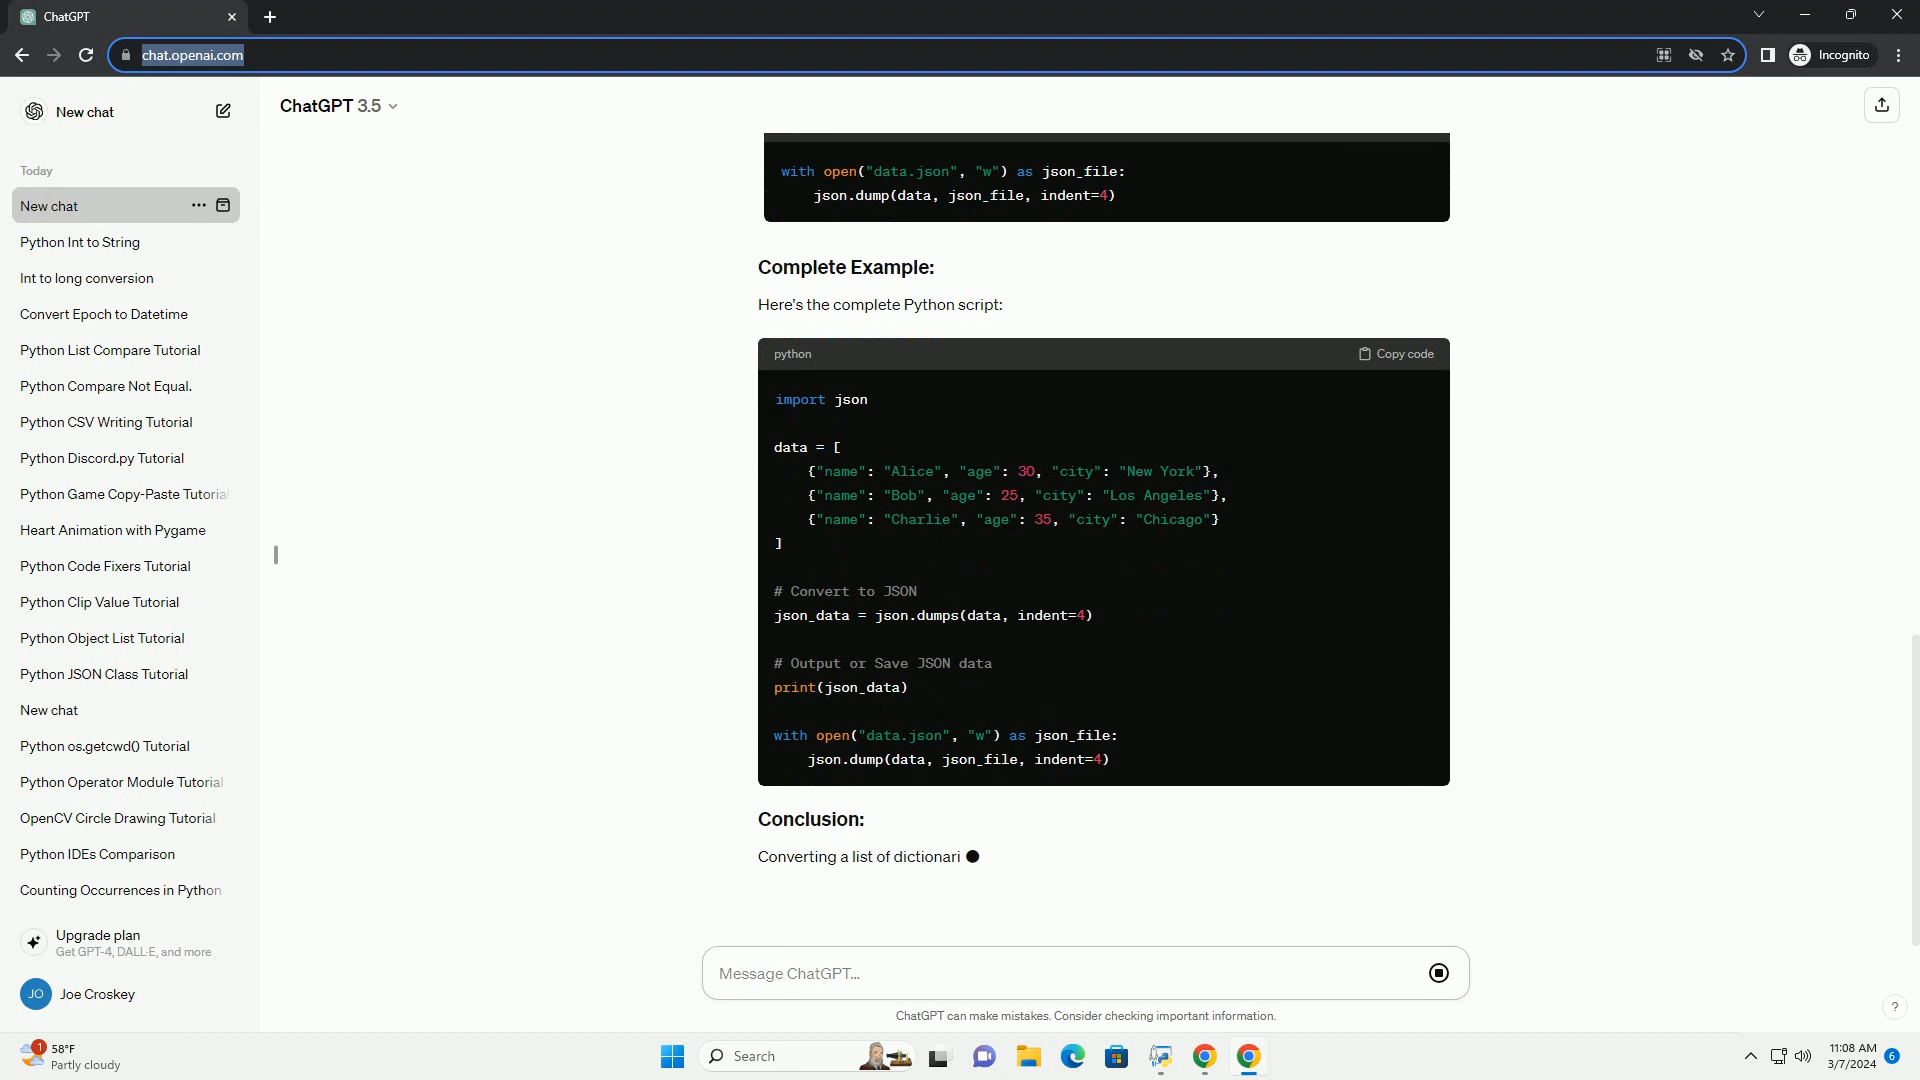 ChatGPT
chat.openai.com
Incognito
New chat
ChatGPT 3.5
Today
New chat
Python Int to String
Int to long conversion
Convert Epoch to Datetime
Python List Compare Tutorial
Python Compare Not Equal.
Python CSV Writing Tutorial
Python Discord.py Tutorial
Python Game Copy-Paste Tutoria
Heart Animation with Pygame
Python Code Fixers Tutorial
Python Clip Value Tutorial
Python Object List Tutorial
Python JSON Class Tutorial
New chat
Python os.getcwd() Tutorial
Python Operator Module Tutorial
OpenCV Circle Drawing Tutorial
Python IDEs Comparison
Counting Occurrences in Python
Upgrade plan
Get GPT-4, DALL·E, and more
JO Joe Croskey
with open("data.json", "w") as json_file:
json.dump(data, json_file, indent=4)
Complete Example:
Here's the complete Python script:
python
Copy code
import json
data = [
{"name": "Alice", "age": 30, "city": "New York"},
{"name": "Bob", "age": 25, "city": "Los Angeles"},
{"name": "Charlie", "age": 35, "city": "Chicago"}
]
# Convert to JSON
json_data = json.dumps(data, indent=4)
# Output or Save JSON data
print(json_data)
with open("data.json", "w") as json_file:
json.dump(data, json_file, indent=4)
Conclusion:
Converting a list of dictionari
Message ChatGPT...
ChatGPT can make mistakes. Consider checking important information.
?
1
58°F
Partly cloudy
Search
11:08 AM
3/7/2024
6